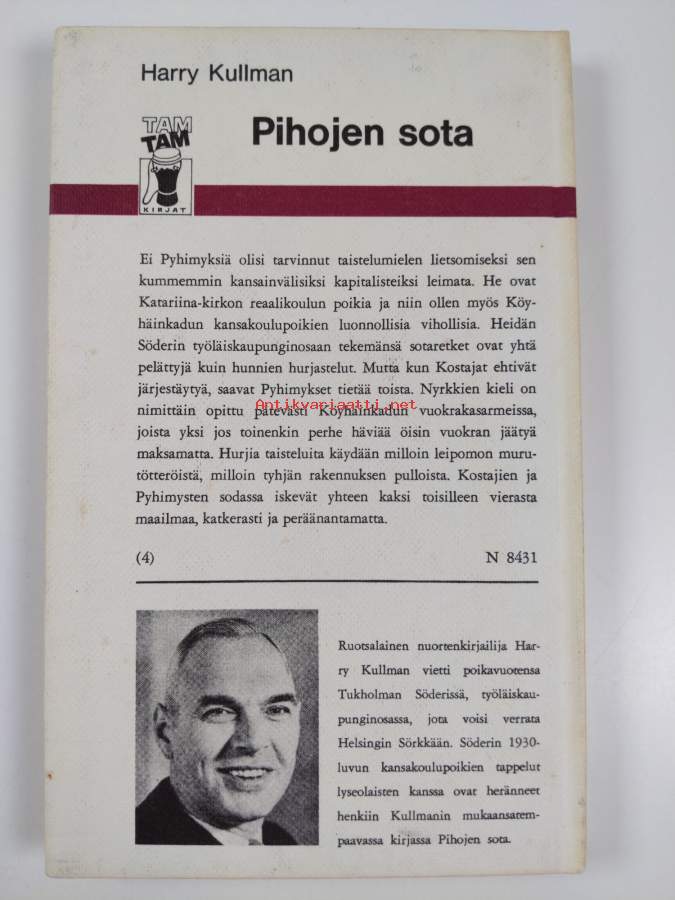 Harry Kullman
TAM
TAM
KIRJAT
Pihojen sota
Ei Pyhimyksiä olisi tarvinnut taistelumielen lietsomiseksi sen
kummemmin kansainvälisiksi kapitalisteiksi leimata. He ovat
Katariina-kirkon reaalikoulun poikia ja niin ollen myös Köy-
häinkadun kansakoulupoikien luonnollisia vihollisia. Heidän
Söderin työläiskaupunginosaan tekemänsä sotaretket ovat yhtä
pelättyjä kuin hunnien hurjastelut. Mutta kun Kostajat ehtivät
järjestäytyä, saavat Pyhimykset tietää toista. Nyrkkien kieli on
Antikvariaatti.net
nimittäin opittu pätevästi Köyhäinkadun vuokrakasarmeissa,
joista yksi jos toinenkin perhe häviää öisin vuokran jäätyä
maksamatta. Hurjia taisteluita käydään milloin leipomon muru-
tötteröistä, milloin tyhjän rakennuksen pulloista. Kostajien ja
Pyhimysten sodassa iskevät yhteen kaksi toisilleen vierasta
maailmaa, katkerasti ja peräänantamatta.
(4) N 8431
Ruotsalainen nuortenkirjailija Har-
ry Kullman vietti poikavuotensa
Tukholman Söderissä, työläiskau-
punginosassa, jota voisi verrata
Helsingin Sörkkään. Söderin 1930-
luvun kansakoulupoikien tappelut
lyseolaisten kanssa ovat heränneet
henkiin Kullmanin mukaansatem-
paavassa kirjassa Pihojen sota.